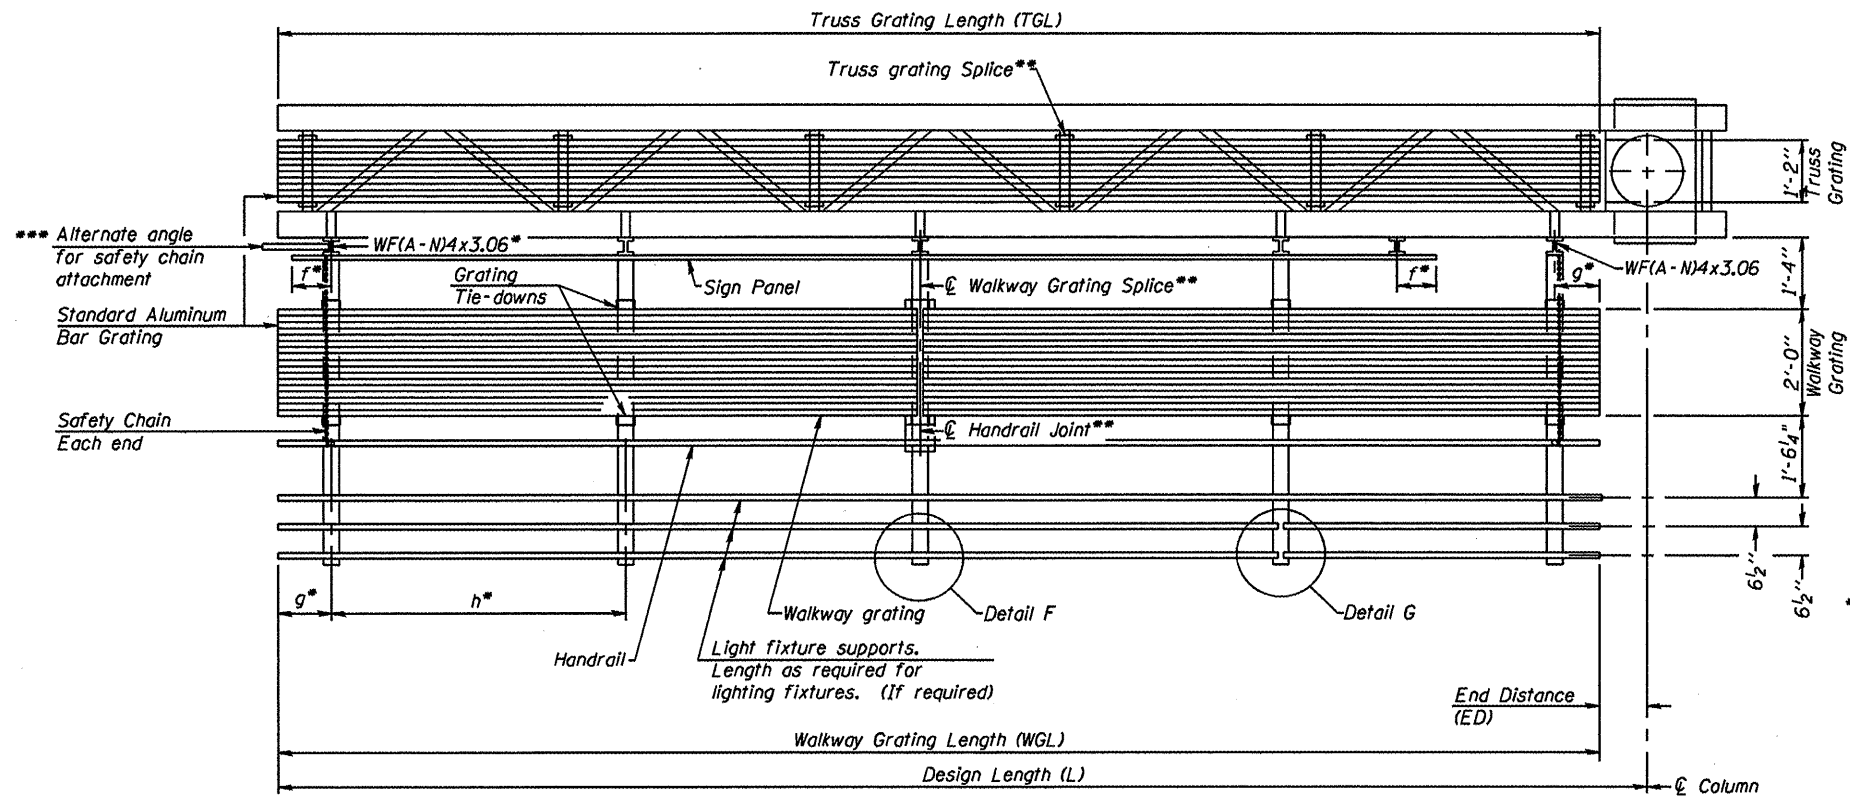 Truss Grating Length (TGL)
Truss grating Splice**
1'-2"
Truss
Grating
*** Alternate angle
for safety chain
attachment
WF(A-N)4x3.06*
f*
Grating
Tie-downs
Sign Panel
℄ Walkway Grating Splice**
f*
g*
WF(A-N)4x3.06
1'-4"
Standard Aluminum
Bar Grating
2'-0"
Walkway
Grating
Safety Chain
Each end
℄ Handrail Joint**
1'-6¼"
6½"
6½"
*
g*
h*
Walkway grating
Detail F
Detail G
Handrail
Light fixture supports.
Length as required for
lighting fixtures. (If required)
End Distance
(ED)
Walkway Grating Length (WGL)
Design Length (L)
℄ Column